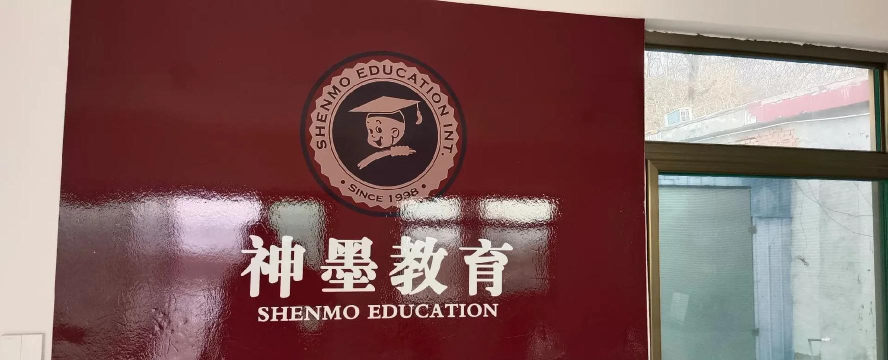 SHENMO EDUCATION INT.
• SINCE 1998 •
神墨教育
SHENMO EDUCATION